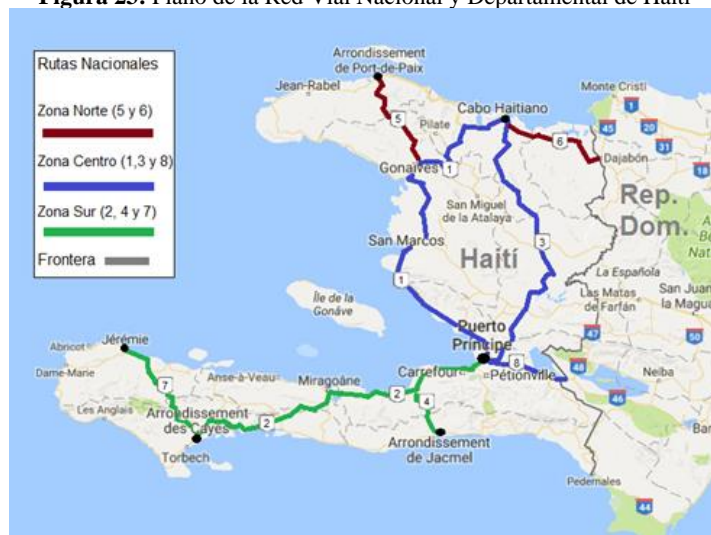 Figura 25. Plano de la Red Vial Nacional y Departamental de Haití
Rutas Nacionales
Zona Norte (5 y 6)
Zona Centro (1,3 y 8)
Zona Sur (2, 4 y 7)
Frontera
Arrondissement
de Port-de-Paix
Jean-Rabel
5
Pilate
Cabo Haitiano
Monte Cristi
1
45
20
31
6
Dajabón
18
Gonaïves
1
San Miguel
de la Atalaya
Rep.
Dom.
San Marcos
Haití
3
1
La Española
Île de la
Gonâve
Las Matas
de Farfán
San Juan
de la Magua
47
50
Puerto
Príncipe
Abricot
Jérémie
Dame-Marie
Anse-à-Veau
Miragoâne
Carrefour
8
Pétionville
48
Neiba
46
7
2
2
4
Les Anglais
Arrondissement
des Cayes
Torbech
Arrondissement
de Jacmel
Pedernales
44